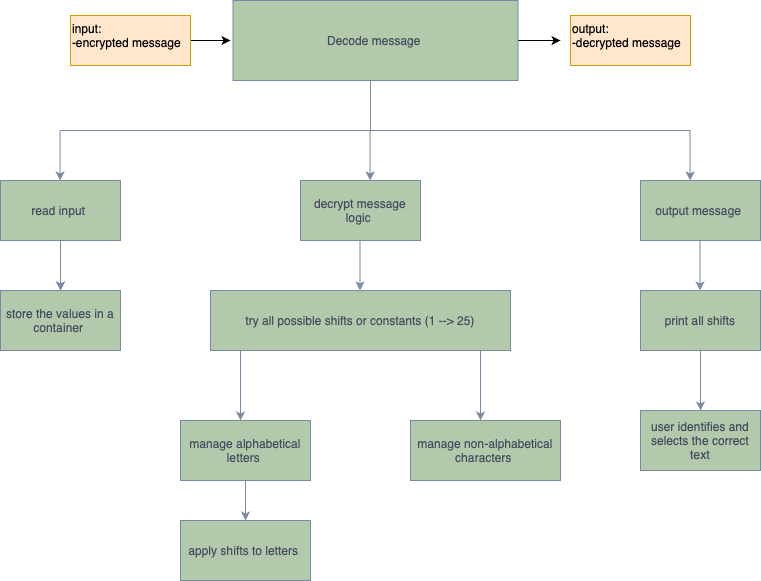 input:
-encrypted message
Decode message
output:
-decrypted message
read input
decrypt message
logic
output message
store the values in a
container
try all possible shifts or constants (1 --> 25)
print all shifts
manage alphabetical
letters
manage non-alphabetical
characters
user identifies and
selects the correct
text
apply shifts to letters